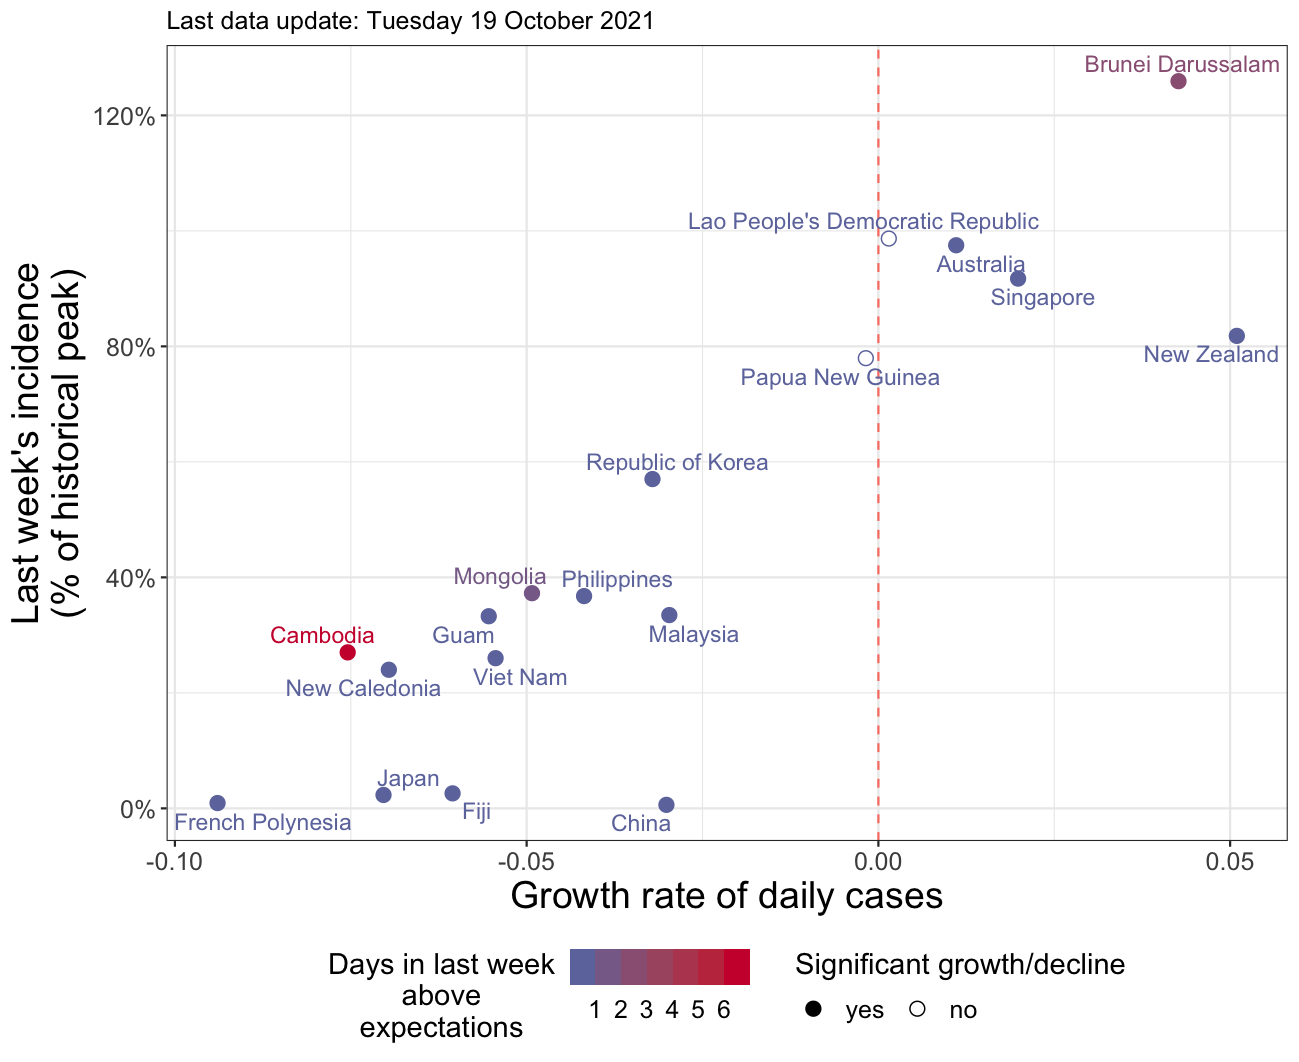 Last data update: Tuesday 19 October 2021
Last week's incidence
(% of historical peak)
120%
80%
40%
0%
Brunei Darussalam
Lao People's Democratic Republic
Australia
Singapore
New Zealand
Papua New Guinea
Republic of Korea
Mongolia
Philippines
Guam
Malaysia
Cambodia
Viet Nam
New Caledonia
Japan
Fiji
French Polynesia
China
-0.10
-0.05
0.00
0.05
Growth rate of daily cases
Days in last week
above
expectations
1 2 3 4 5 6
Significant growth/decline
yes no